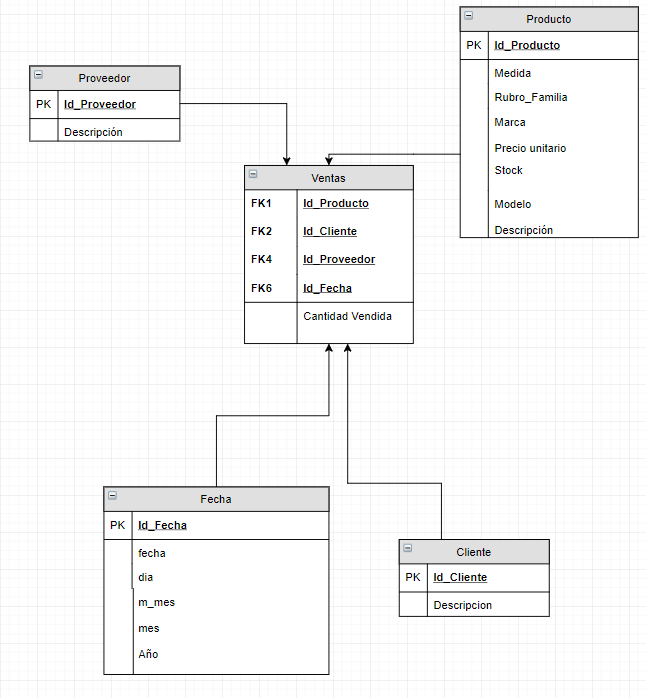 Producto
PK Id_Producto
Medida
Rubro_Familia
Marca
Precio unitario
Stock
Modelo
Descripción
Proveedor
PK Id_Proveedor
Descripción
Ventas
FK1 Id_Producto
FK2 Id_Cliente
FK4 Id_Proveedor
FK6 Id_Fecha
Cantidad Vendida
Fecha
PK Id_Fecha
fecha
dia
m_mes
mes
Año
Cliente
PK Id_Cliente
Descripcion